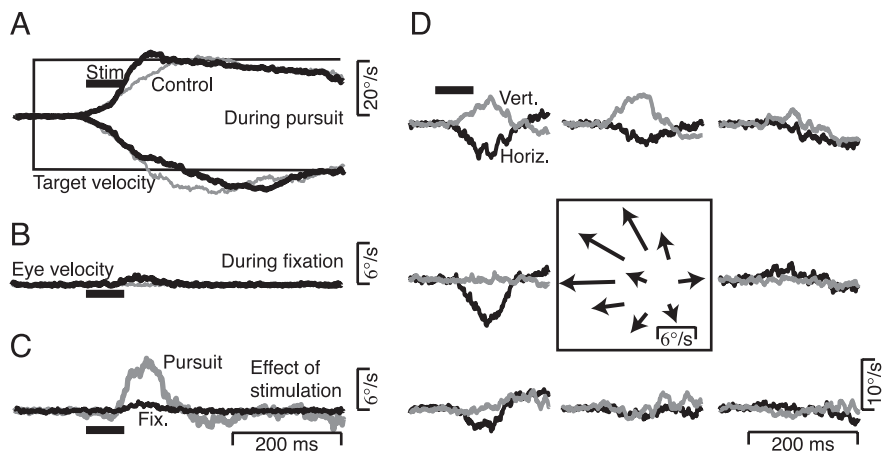 A
Stim
Control
During pursuit
Target velocity
20°/s
B
Eye velocity
During fixation
6°/s
C
Pursuit
Effect of
stimulation
Fix.
6°/s
200 ms
D
Vert.
Horiz.
6°/s
10°/s
200 ms